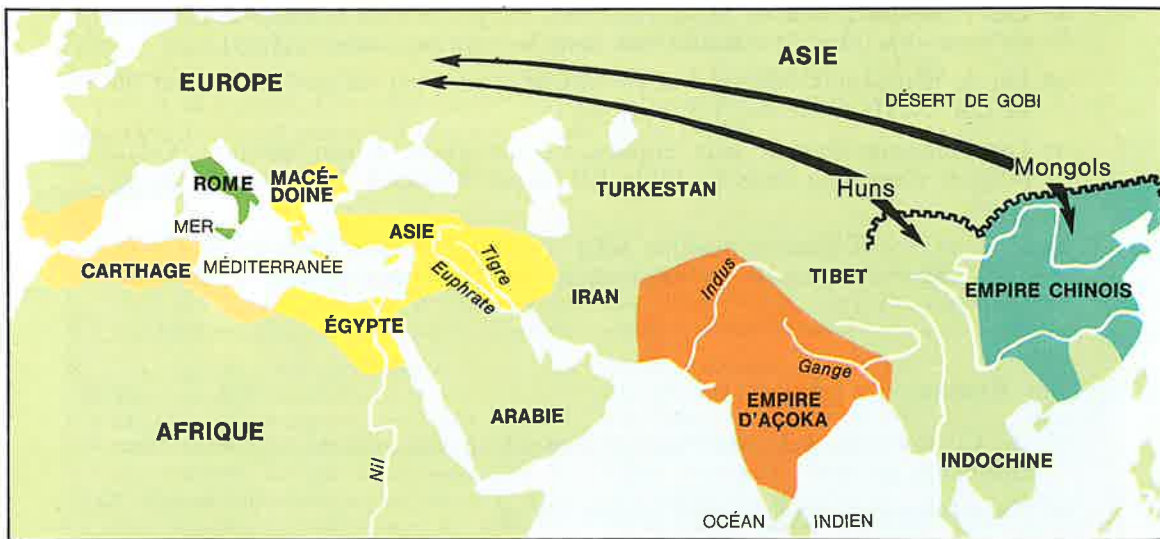 EUROPE
ASIE
DÉSERT DE GOBI
Mongols
Huns
ROME
MACÉ-
DOINE
TURKESTAN
MER
MÉDITERRANÉE
ASIE
Tigre
Euphrate
CARTHAGE
ÉGYPTE
IRAN
Indus
TIBET
EMPIRE CHINOIS
Gange
EMPIRE
D'AÇOKA
ARABIE
AFRIQUE
Nil
INDOCHINE
OCÉAN INDIEN